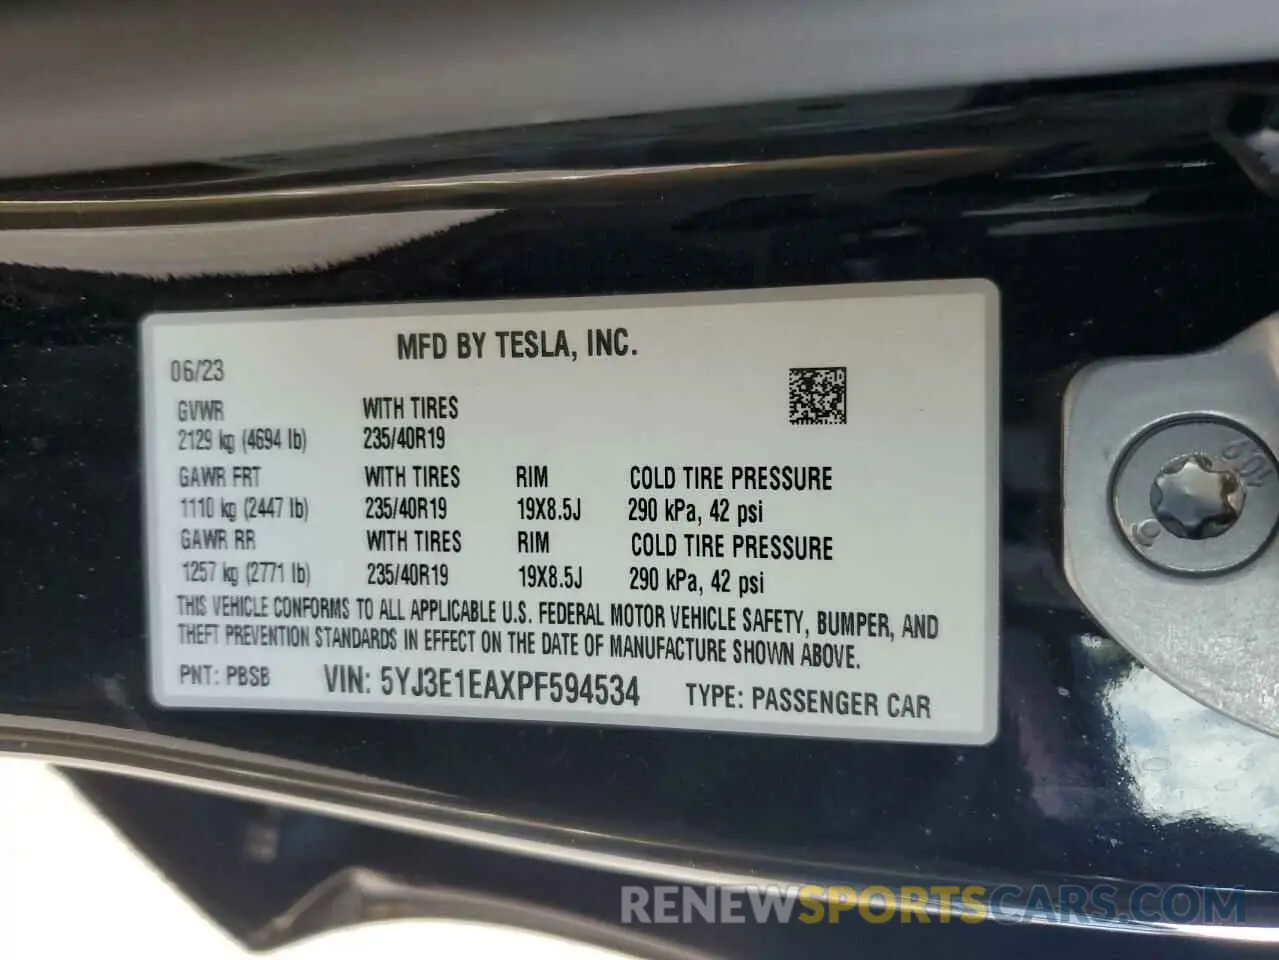 MFD BY TESLA, INC.
06/23
GVWR WITH TIRES
2129 kg (4694 lb) 235/40R19
GAWR FRT WITH TIRES RIM COLD TIRE PRESSURE
1110 kg (2447 lb) 235/40R19 19X8.5J 290 kPa, 42 psi
GAWR RR WITH TIRES RIM COLD TIRE PRESSURE
1257 kg (2771 lb) 235/40R19 19X8.5J 290 kPa, 42 psi
THIS VEHICLE CONFORMS TO ALL APPLICABLE U.S. FEDERAL MOTOR VEHICLE SAFETY, BUMPER, AND
THEFT PREVENTION STANDARDS IN EFFECT ON THE DATE OF MANUFACTURE SHOWN ABOVE.
PNT: PBSB VIN: 5YJ3E1EAXPF594534 TYPE: PASSENGER CAR
RENEWSPORTSCARS.COM